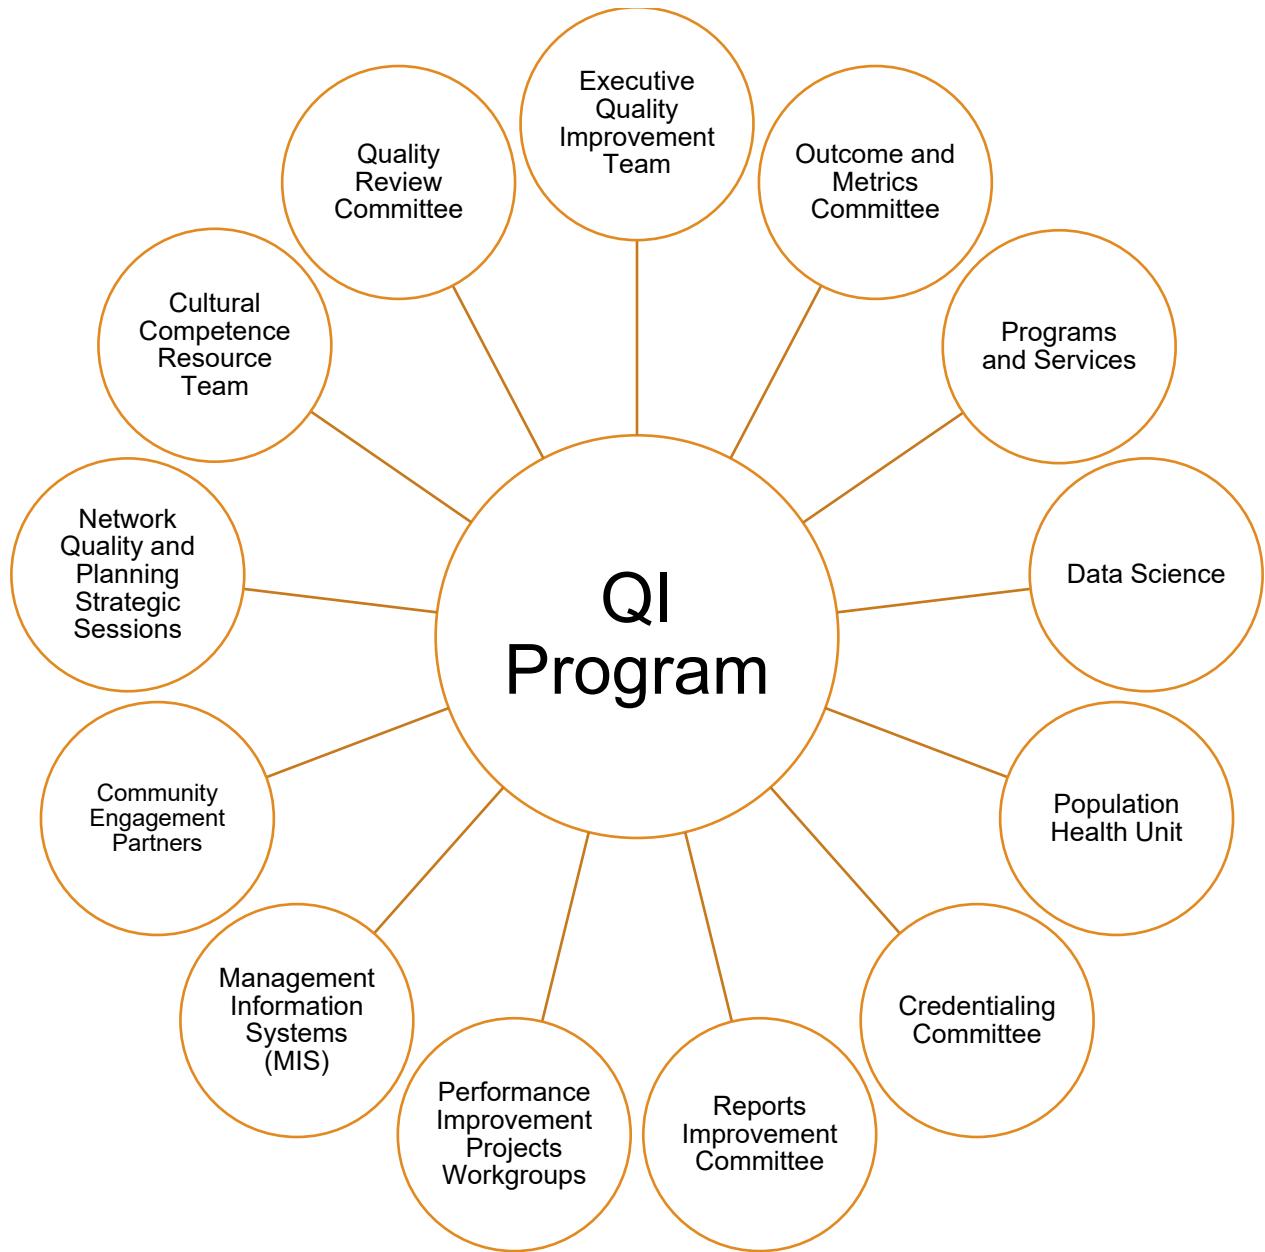 Executive
Quality
Improvement
Team
Outcome and
Metrics
Committee
Programs
and Services
Data Science
Population
Health Unit
Credentialing
Committee
Reports
Improvement
Committee
Performance
Improvement
Projects
Workgroups
Management
Information
Systems
(MIS)
Community
Engagement
Partners
Network
Quality and
Planning
Strategic
Sessions
Cultural
Competence
Resource
Team
Quality
Review
Committee
QI
Program